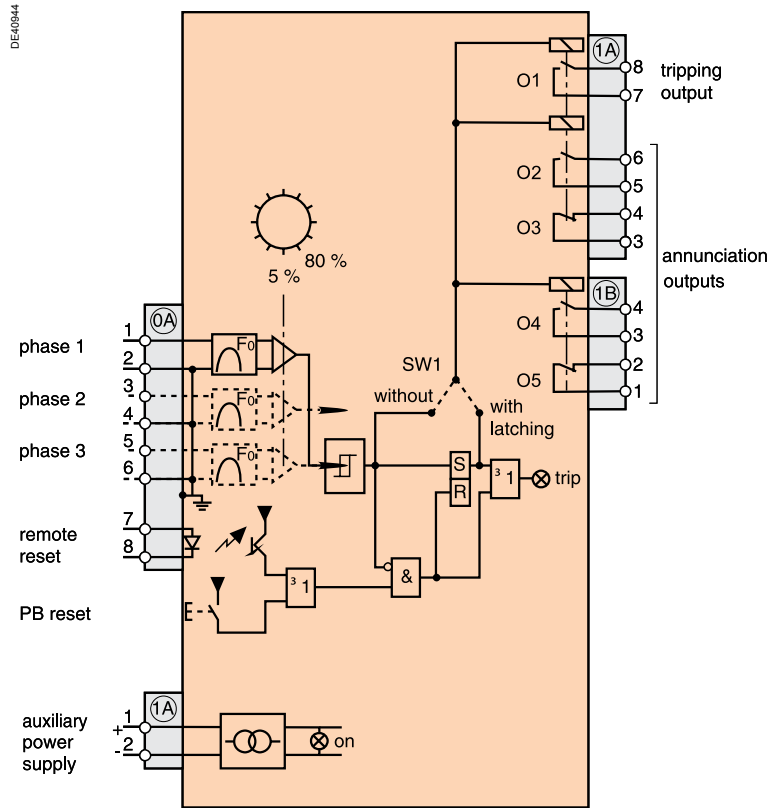 DE40944
1A
8
tripping
output
7
O1
6
O2
5
4
O3
3
annunciation
outputs
80 %
5 %
1B
4
O4
3
2
O5
1
0A
1
phase 1
F0
2
3
phase 2
F0
4
5
phase 3
F0
6
SW1
without
with
latching
S
R
3 1
trip
7
remote
reset
8
&
3 1
PB reset
1A
auxiliary
power
supply
1
+
- 2
on